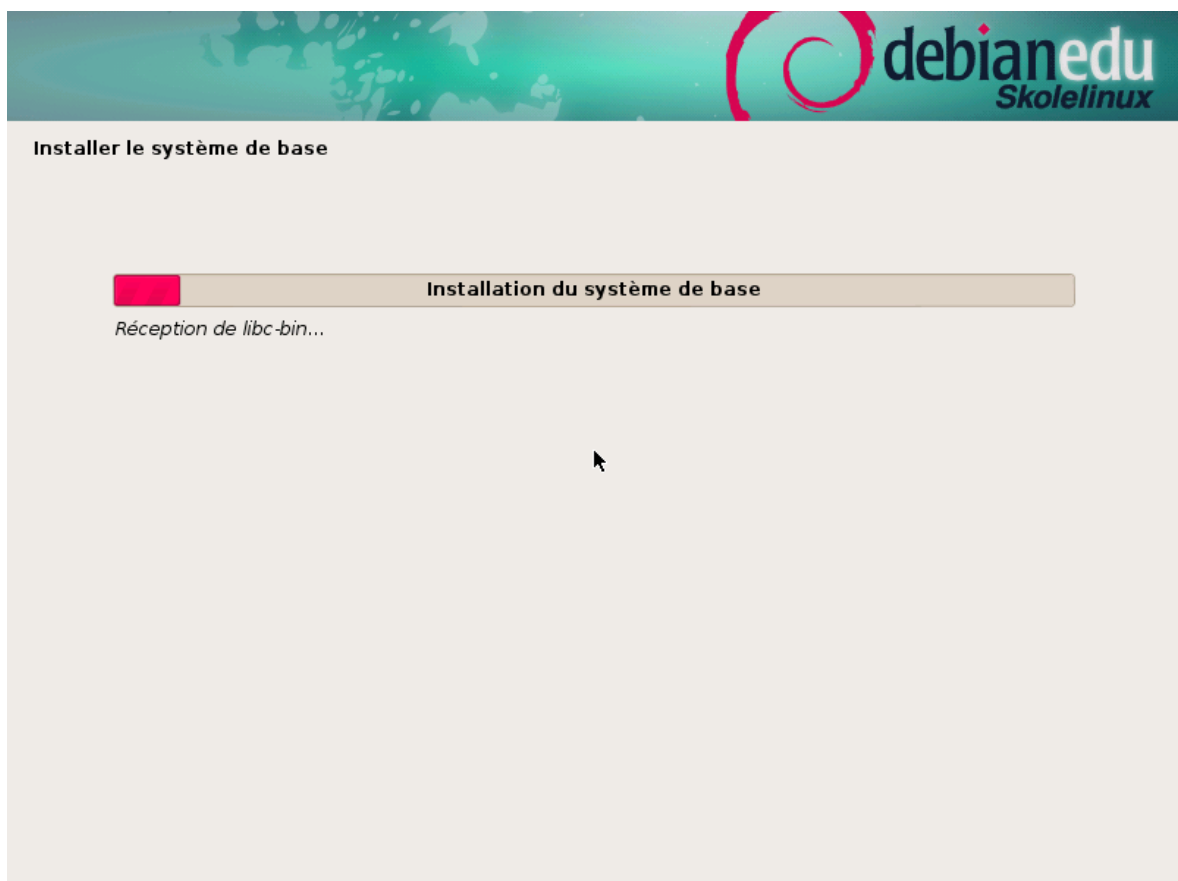 debianedu
Skolelinux
Installer le système de base
Installation du système de base
Réception de libc-bin...